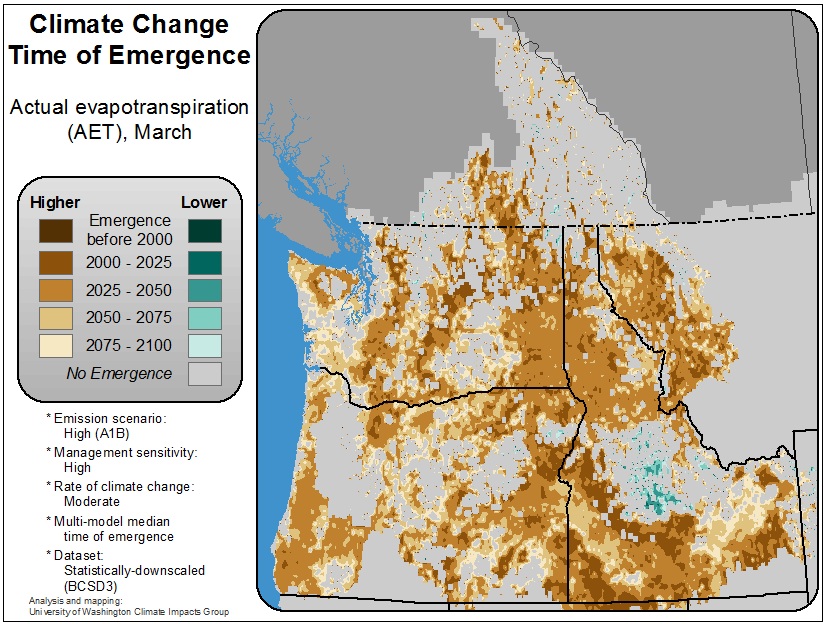 Climate Change
Time of Emergence
Actual evapotranspiration
(AET), March
Higher Lower
Emergence
before 2000
2000 - 2025
2025 - 2050
2050 - 2075
2075 - 2100
No Emergence
* Emission scenario:
High (A1B)
* Management sensitivity:
High
* Rate of climate change:
Moderate
* Multi-model median
time of emergence
* Dataset:
Statistically-downscaled
(BCSD3)
Analysis and mapping:
University of Washington Climate Impacts Group